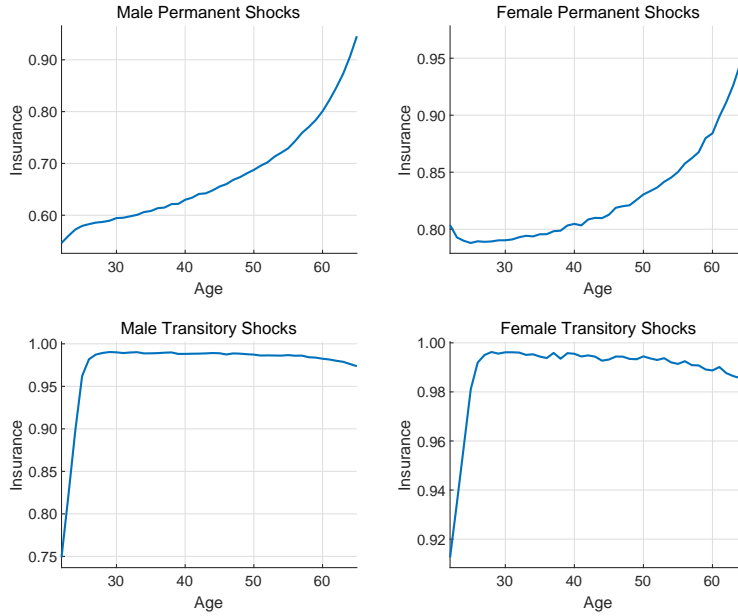 Male Permanent Shocks
Insurance
0.90
0.80
0.70
0.60
30 40 50 60
Age
Female Permanent Shocks
Insurance
0.95
0.90
0.85
0.80
30 40 50 60
Age
Male Transitory Shocks
Insurance
1.00
0.95
0.90
0.85
0.80
0.75
30 40 50 60
Age
Female Transitory Shocks
Insurance
1.00
0.98
0.96
0.94
0.92
30 40 50 60
Age